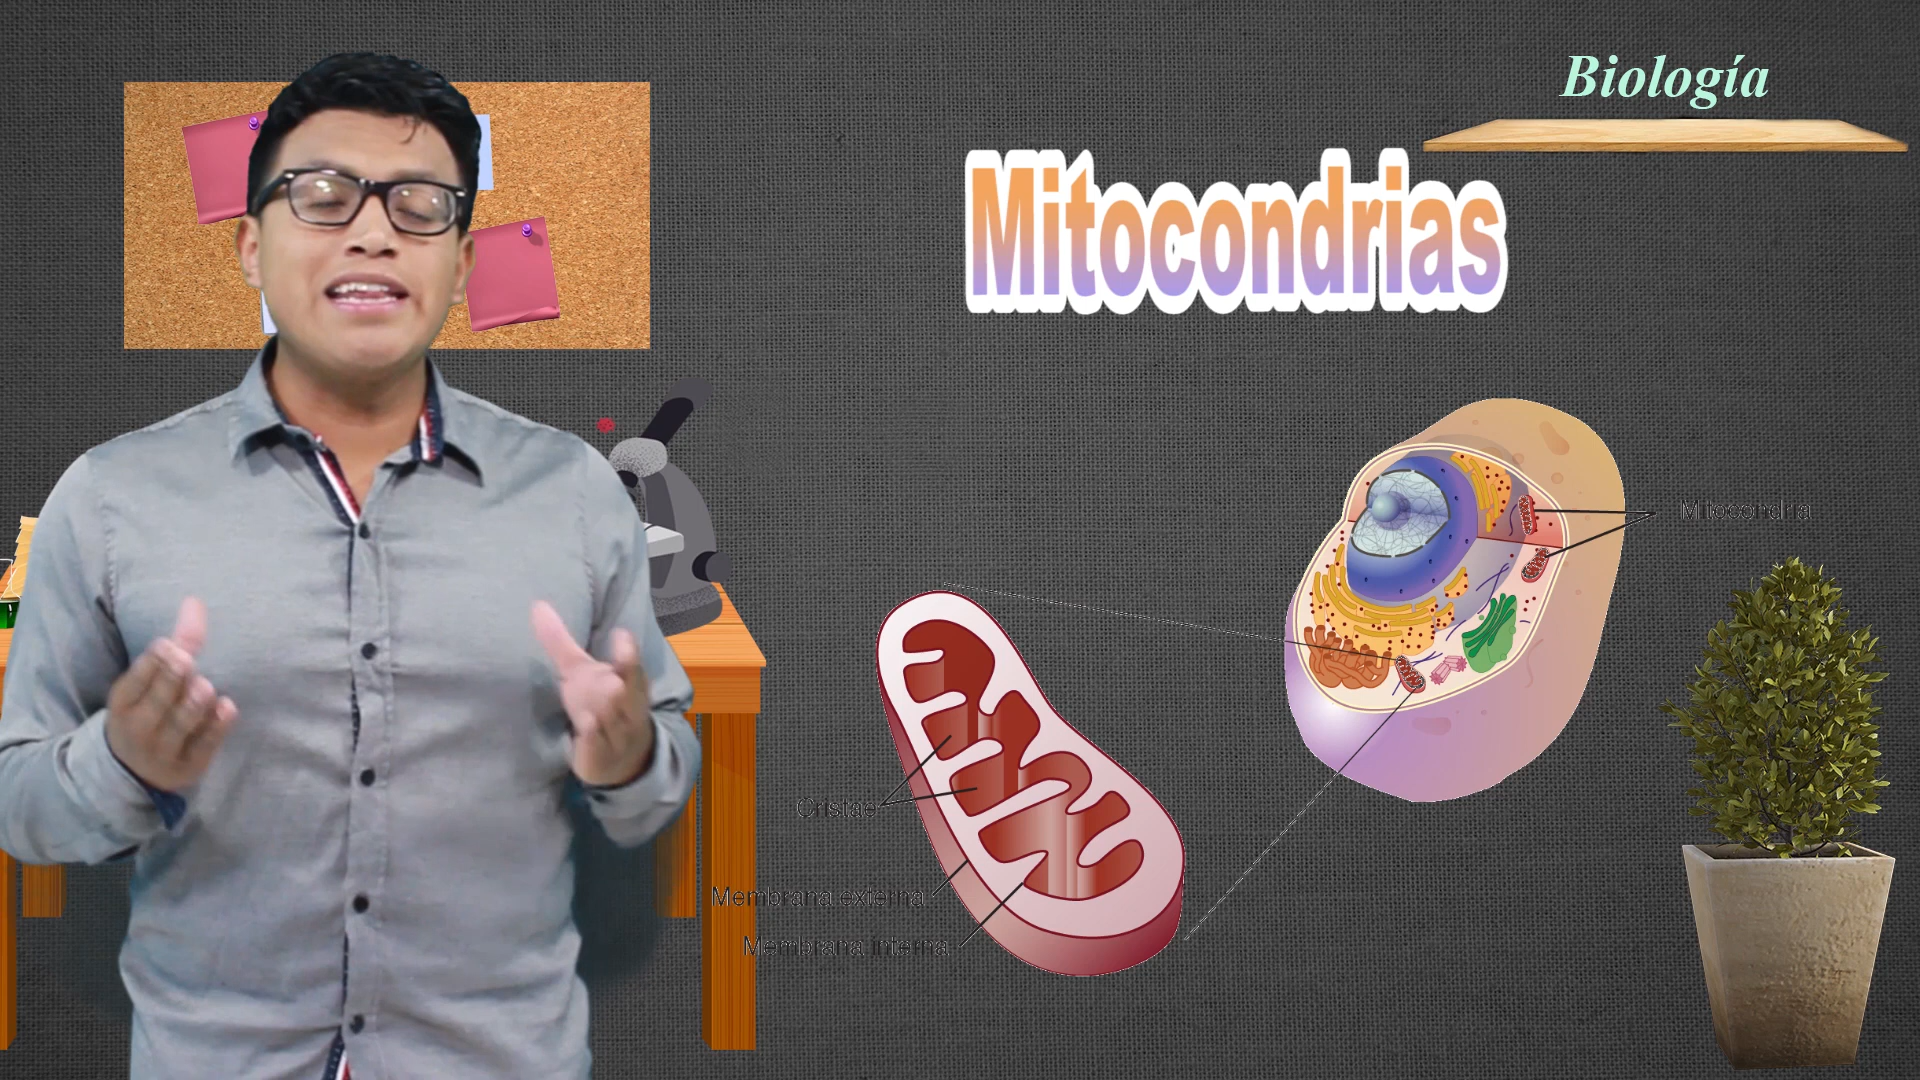 Biología
Mitocondrias
Mitocondria
Cristae
Membrana externa
Membrana interna